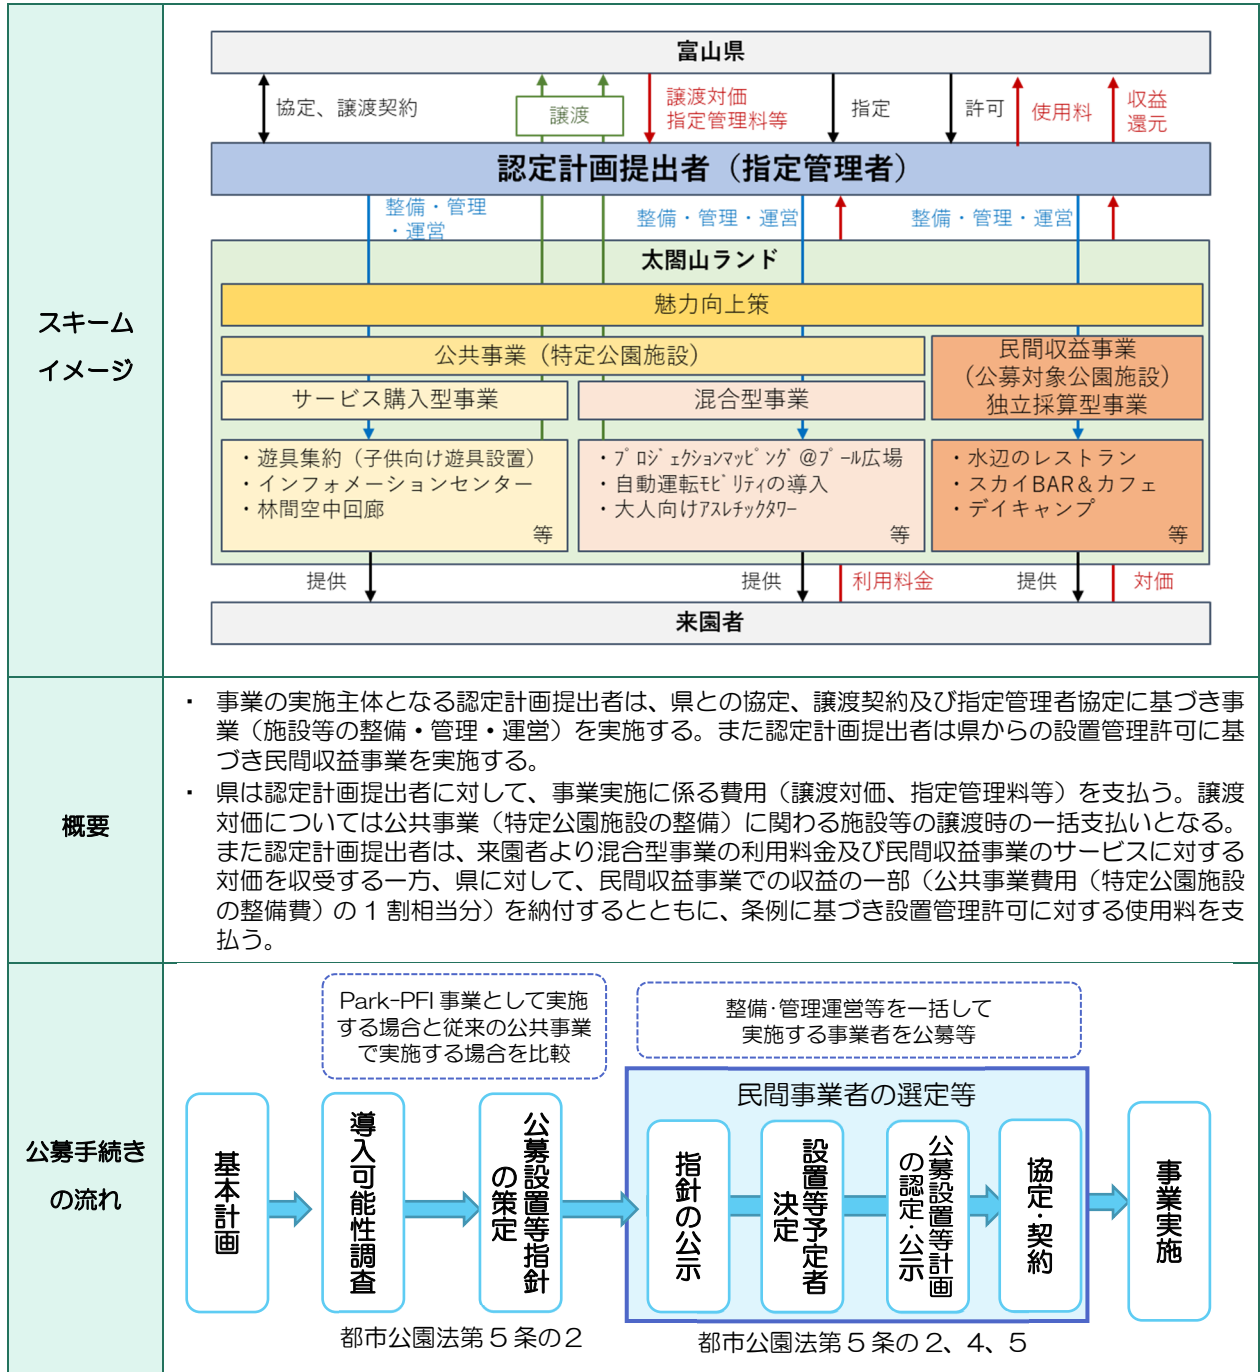 スキーム
イメージ
富山県
協定、譲渡契約
譲渡
譲渡対価
指定管理料等
指定
許可
使用料
収益
還元
認定計画提出者（指定管理者）
整備・管理
・運営
整備・管理・運営
整備・管理・運営
太閤山ランド
魅力向上策
公共事業（特定公園施設）
民間収益事業
（公募対象公園施設）
独立採算型事業
サービス購入型事業
混合型事業
・遊具集約（子供向け遊具設置）
・インフォメーションセンター
・林間空中回廊
等
・ﾌﾟﾛｼﾞｪｸｼｮﾝﾏｯﾋﾟﾝｸﾞ@ﾌﾟｰﾙ広場
・自動運転ﾓﾋﾞﾘﾃｨの導入
・大人向けｱｽﾚﾁｯｸﾀﾜｰ
等
・水辺のレストラン
・スカイBAR＆カフェ
・デイキャンプ
等
提供
提供
利用料金
提供
対価
来園者
概要
・ 事業の実施主体となる認定計画提出者は、県との協定、譲渡契約及び指定管理者協定に基づき事
業（施設等の整備・管理・運営）を実施する。また認定計画提出者は県からの設置管理許可に基
づき民間収益事業を実施する。
・ 県は認定計画提出者に対して、事業実施に係る費用（譲渡対価、指定管理料等）を支払う。譲渡
対価については公共事業（特定公園施設の整備）に関わる施設等の譲渡時の一括支払いとなる。
また認定計画提出者は、来園者より混合型事業の利用料金及び民間収益事業のサービスに対する
対価を収受する一方、県に対して、民間収益事業での収益の一部（公共事業費用（特定公園施設
の整備費）の 1 割相当分）を納付するとともに、条例に基づき設置管理許可に対する使用料を支
払う。
公募手続き
の流れ
Park-PFI 事業として実施
する場合と従来の公共事業
で実施する場合を比較
整備･管理運営等を一括して
実施する事業者を公募等
民間事業者の選定等
基本計画
導入可能性調査
公募設置等指針
の策定
指針の公示
設置等予定者
決定
公募設置等計画
の認定･公示
協定･契約
事業実施
都市公園法第 5 条の２
都市公園法第 5 条の 2、4、5